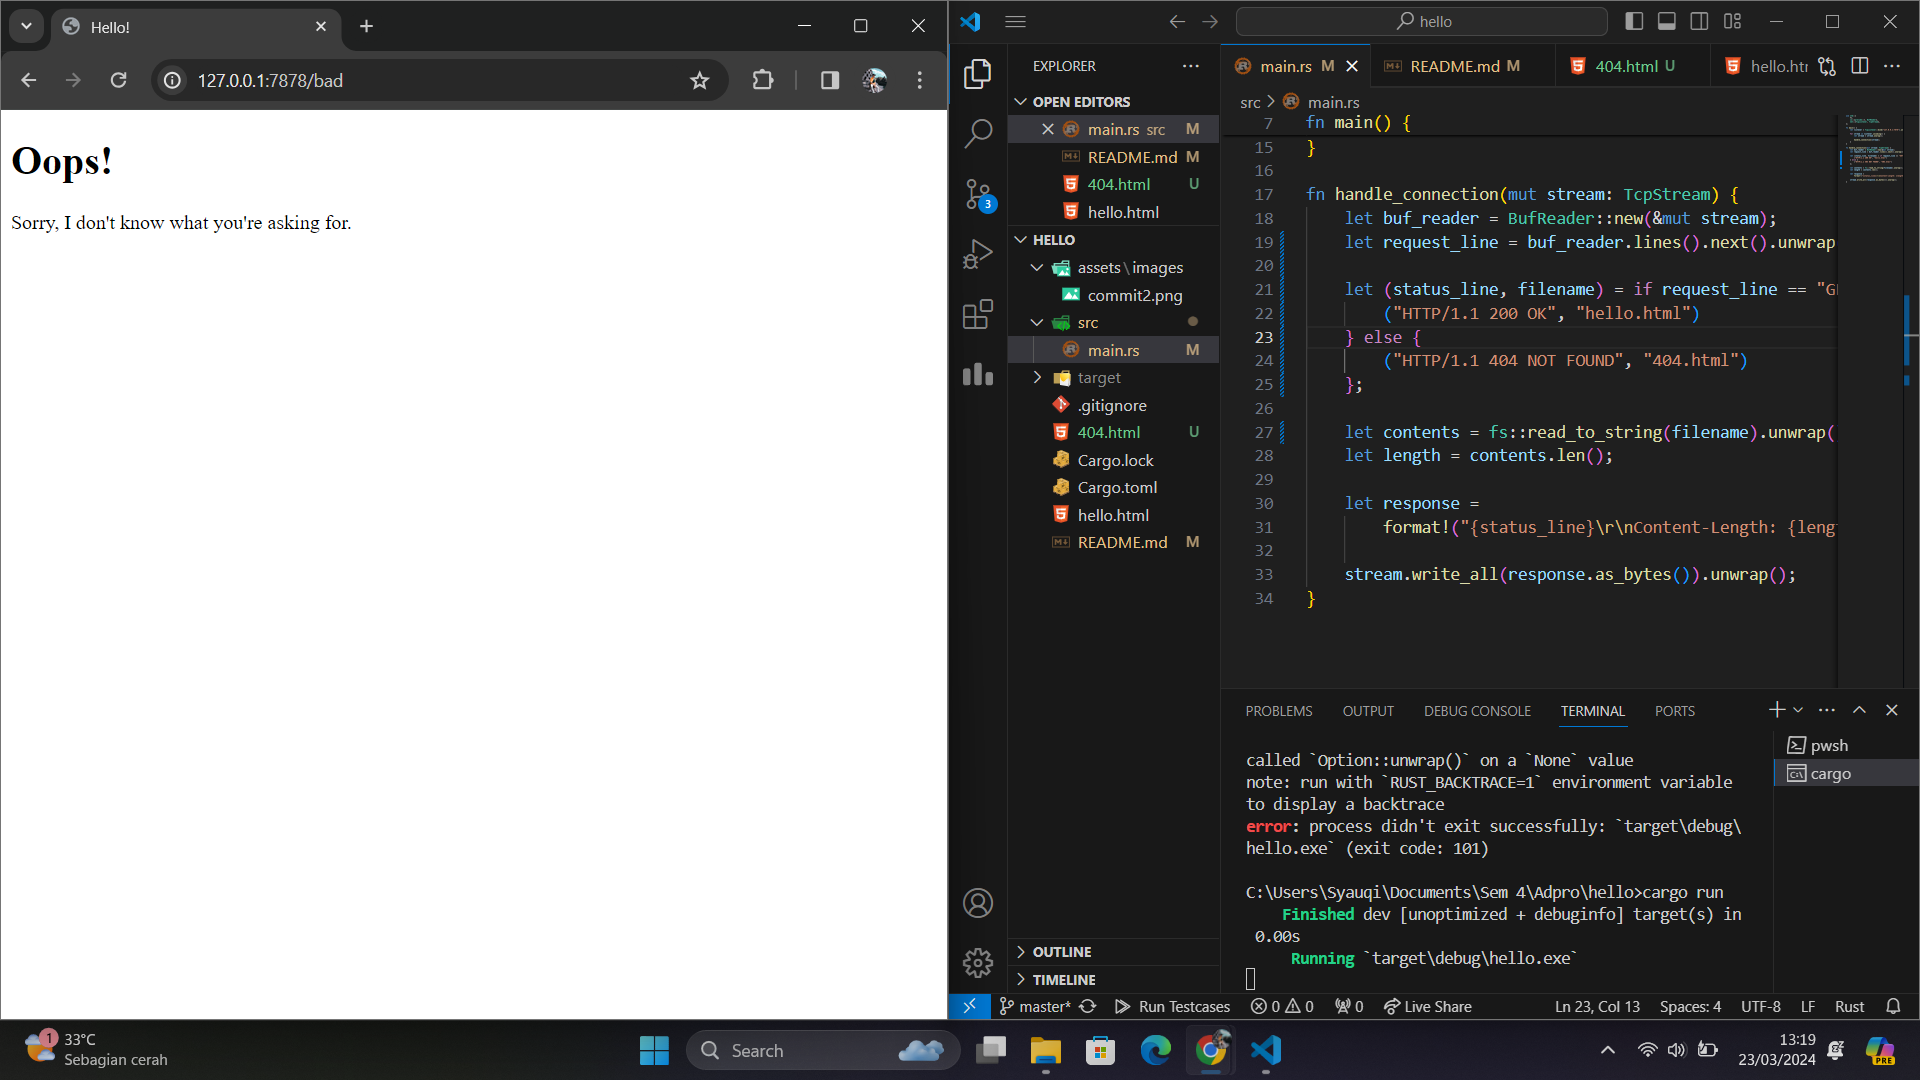 Hello!
127.0.0.1:7878/bad
Oops!
Sorry, I don't know what you're asking for.
hello
EXPLORER
OPEN EDITORS
main.rs src M
README.md M
404.html U
hello.html
HELLO
assets\images
commit2.png
src
main.rs M
target
.gitignore
404.html U
Cargo.lock
Cargo.toml
hello.html
README.md M
OUTLINE
TIMELINE
3
main.rs M
README.md M
404.html U
hello.htr
src > main.rs
7 fn main() {
15 }
16
17 fn handle_connection(mut stream: TcpStream) {
18 let buf_reader = BufReader::new(&mut stream);
19 let request_line = buf_reader.lines().next().unwrap
20
21 let (status_line, filename) = if request_line == "G
22 ("HTTP/1.1 200 OK", "hello.html")
23 } else {
24 ("HTTP/1.1 404 NOT FOUND", "404.html")
25 };
26
27 let contents = fs::read_to_string(filename).unwrap(
28 let length = contents.len();
29
30 let response =
31 format!("{status_line}\r\nContent-Length: {leng
32
33 stream.write_all(response.as_bytes()).unwrap();
34 }
PROBLEMS OUTPUT DEBUG CONSOLE TERMINAL PORTS
called `Option::unwrap()` on a `None` value
note: run with `RUST_BACKTRACE=1` environment variable
to display a backtrace
error: process didn't exit successfully: `target\debug\
hello.exe` (exit code: 101)
C:\Users\Syauqi\Documents\Sem 4\Adpro\hello>cargo run
Finished dev [unoptimized + debuginfo] target(s) in
0.00s
Running `target\debug\hello.exe`
pwsh
cargo
master* Run Testcases 0 0 0 Live Share Ln 23, Col 13 Spaces: 4 UTF-8 LF Rust
1
33°C
Sebagian cerah
Search
13:19
23/03/2024
PRE